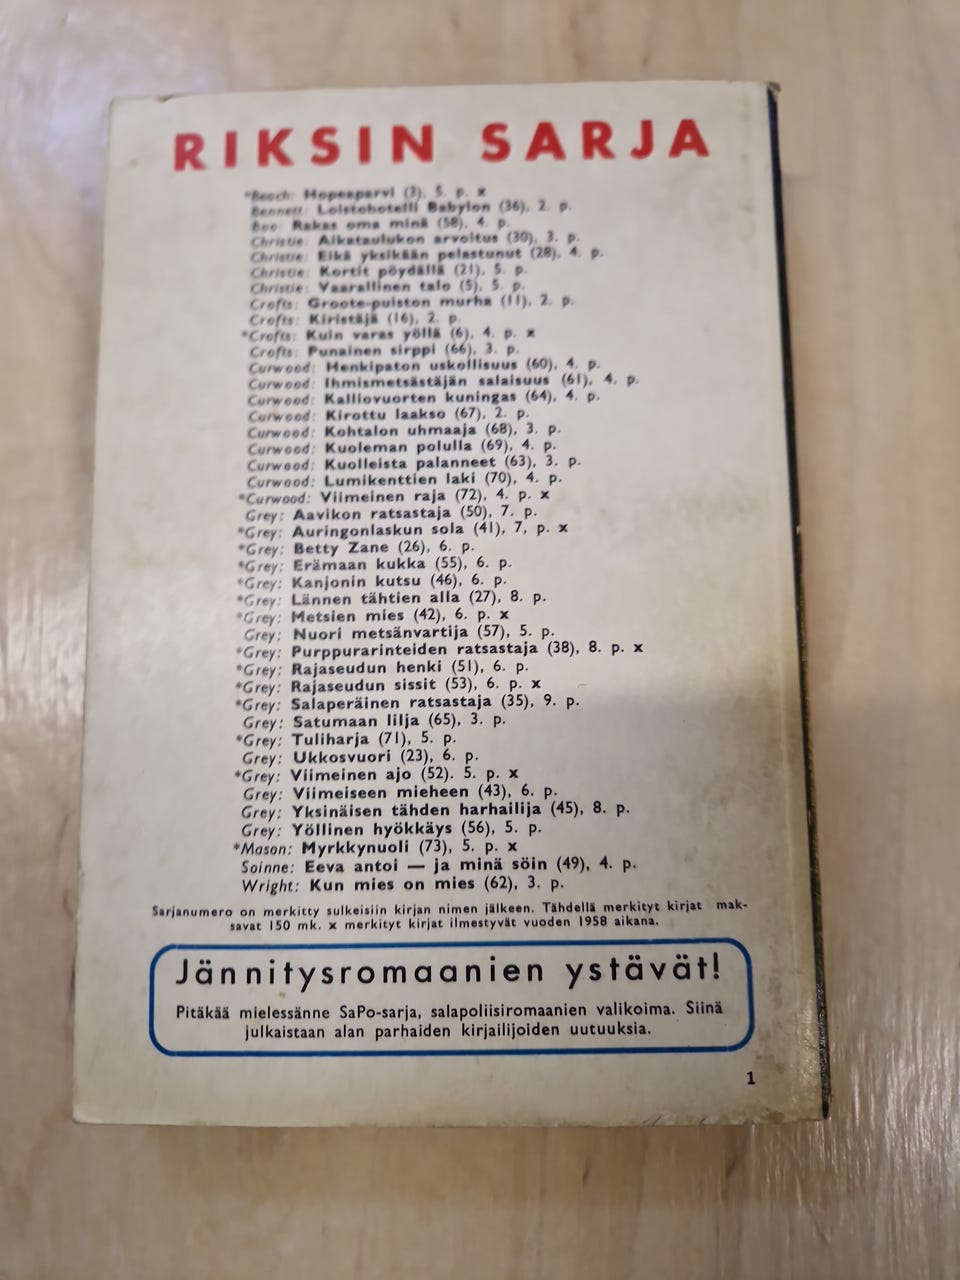 RIKSIN SARJA
*Beach: Hopeaparvi (3), 5. p. x
Bennett: Loistohotelli Babylon (36), 2. p.
Boo: Rakas oma minä (58), 4. p.
Christie: Aikataulukon arvoitus (30), 3. p.
Christie: Eikä yksikään pelastunut (28), 4. p.
Christie: Kortit pöydällä (21), 5. p.
Christie: Vaarallinen talo (5), 5. p.
Crofts: Groote-puiston murha (11), 2. p.
Crofts: Kiristäjä (16), 2. p.
*Crofts: Kuin varas yöllä (6), 4. p. x
Crofts: Punainen sirppi (66), 3. p.
Curwood: Henkipaton uskollisuus (60), 4. p.
Curwood: Ihmismetsästäjän salaisuus (61), 4. p.
Curwood: Kalliovuorten kuningas (64), 4. p.
Curwood: Kirottu laakso (67), 2. p.
Curwood: Kohtalon uhmaaja (68), 3. p.
Curwood: Kuoleman polulla (69), 4. p.
Curwood: Kuolleista palanneet (63), 3. p.
Curwood: Lumikenttien laki (70), 4. p.
*Curwood: Viimeinen raja (72), 4. p. x
Grey: Aavikon ratsastaja (50), 7. p.
*Grey: Auringonlaskun sola (41), 7, p. x
*Grey: Betty Zane (26), 6. p.
*Grey: Erämaan kukka (55), 6. p.
*Grey: Kanjonin kutsu (46), 6. p.
*Grey: Lännen tähtien alla (27), 8. p.
*Grey: Metsien mies (42), 6. p. x
Grey: Nuori metsänvartija (57), 5. p.
*Grey: Purppurarinteiden ratsastaja (38), 8. p. x
*Grey: Rajaseudun henki (51), 6. p.
*Grey: Rajaseudun sissit (53), 6. p. x
*Grey: Salaperäinen ratsastaja (35), 9. p.
Grey: Satumaan lilja (65), 3. p.
*Grey: Tuliharja (71), 5. p.
Grey: Ukkosvuori (23), 6. p.
*Grey: Viimeinen ajo (52). 5. p. x
Grey: Viimeiseen mieheen (43), 6. p.
Grey: Yksinäisen tähden harhailija (45), 8. p.
Grey: Yöllinen hyökkäys (56), 5. p.
*Mason: Myrkkynuoli (73), 5. p. x
Soinne: Eeva antoi — ja minä söin (49), 4. p.
Wright: Kun mies on mies (62), 3. p.
Sarjanumero on merkitty sulkeisiin kirjan nimen jälkeen. Tähdellä merkityt kirjat mak-
savat 150 mk. x merkityt kirjat ilmestyvät vuoden 1958 aikana.
Jännitysromaanien ystävät!
Pitäkää mielessänne SaPo-sarja, salapoliisiromaanien valikoima. Siinä
julkaistaan alan parhaiden kirjailijoiden uutuuksia.
1